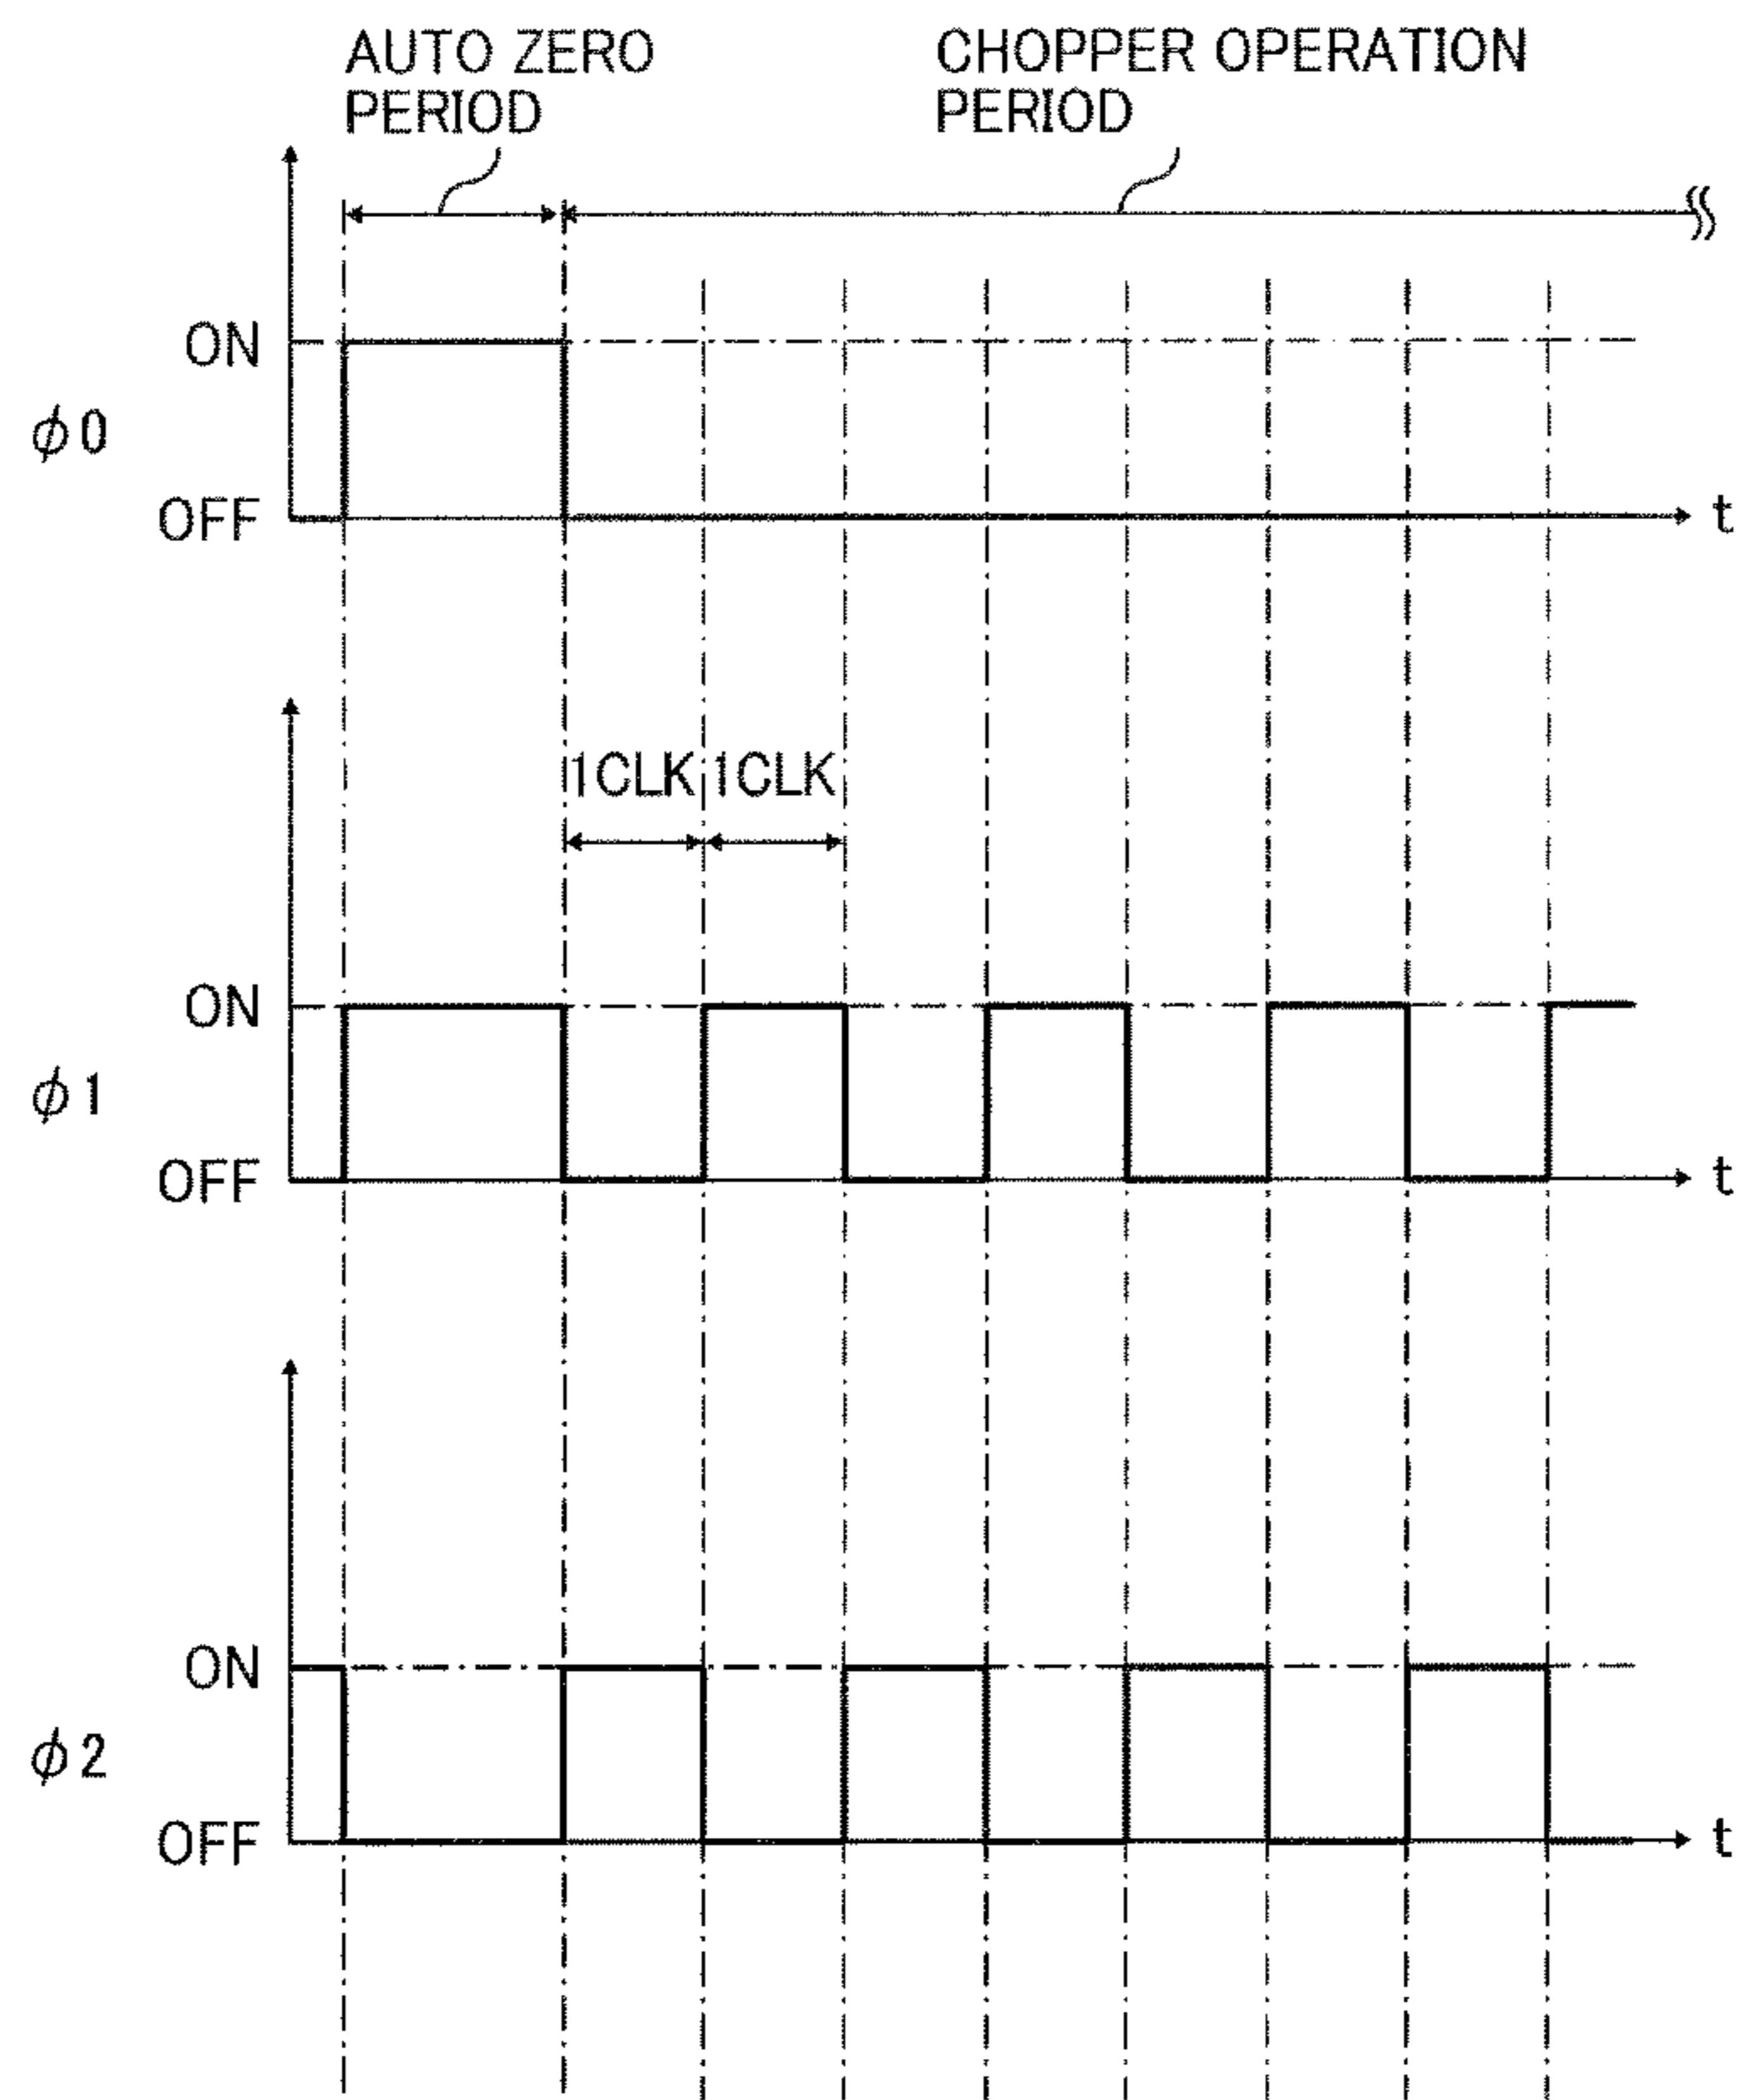 AUTO ZERO
PERIOD
CHOPPER OPERATION
PERIOD
ON
φ0
OFF
t
1CLK
1CLK
ON
φ1
OFF
t
ON
φ2
OFF
t